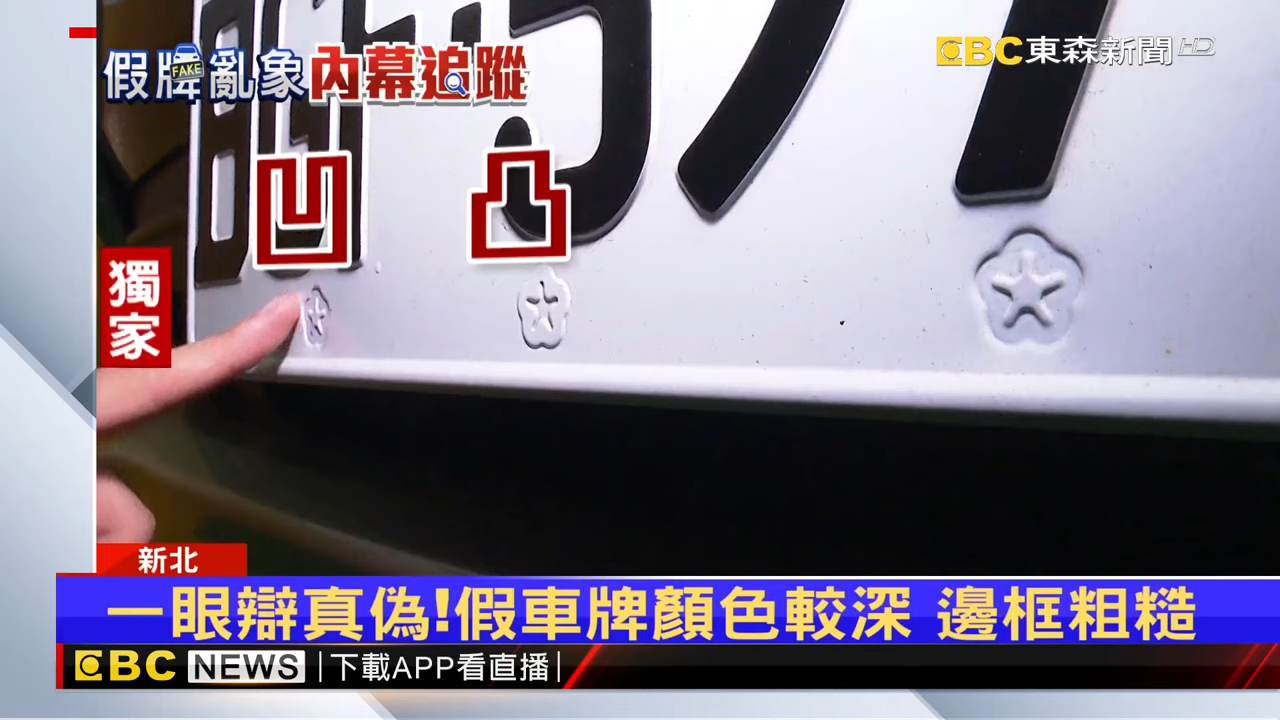 假牌亂象內幕追蹤
FAKE
EBC東森新聞HD
凹 凸
獨家
新北
一眼辯真偽!假車牌顏色較深 邊框粗糙
EBC NEWS 下載APP看直播